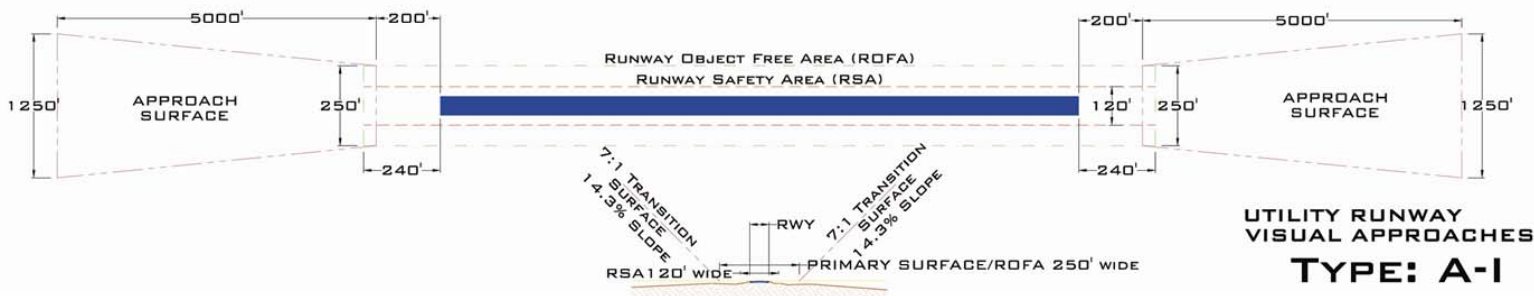 5000'
200'
200'
5000'
RUNWAY OBJECT FREE AREA (ROFA)
RUNWAY SAFETY AREA (RSA)
1250'
APPROACH
SURFACE
250'
120'
250'
APPROACH
SURFACE
1250'
240'
240'
7:1 TRANSITION
SURFACE
14.3% SLOPE
7:1 TRANSITION
SURFACE
14.3% SLOPE
RWY
RSA120' WIDE
PRIMARY SURFACE/ROFA 250' WIDE
UTILITY RUNWAY
VISUAL APPROACHES
TYPE: A-I